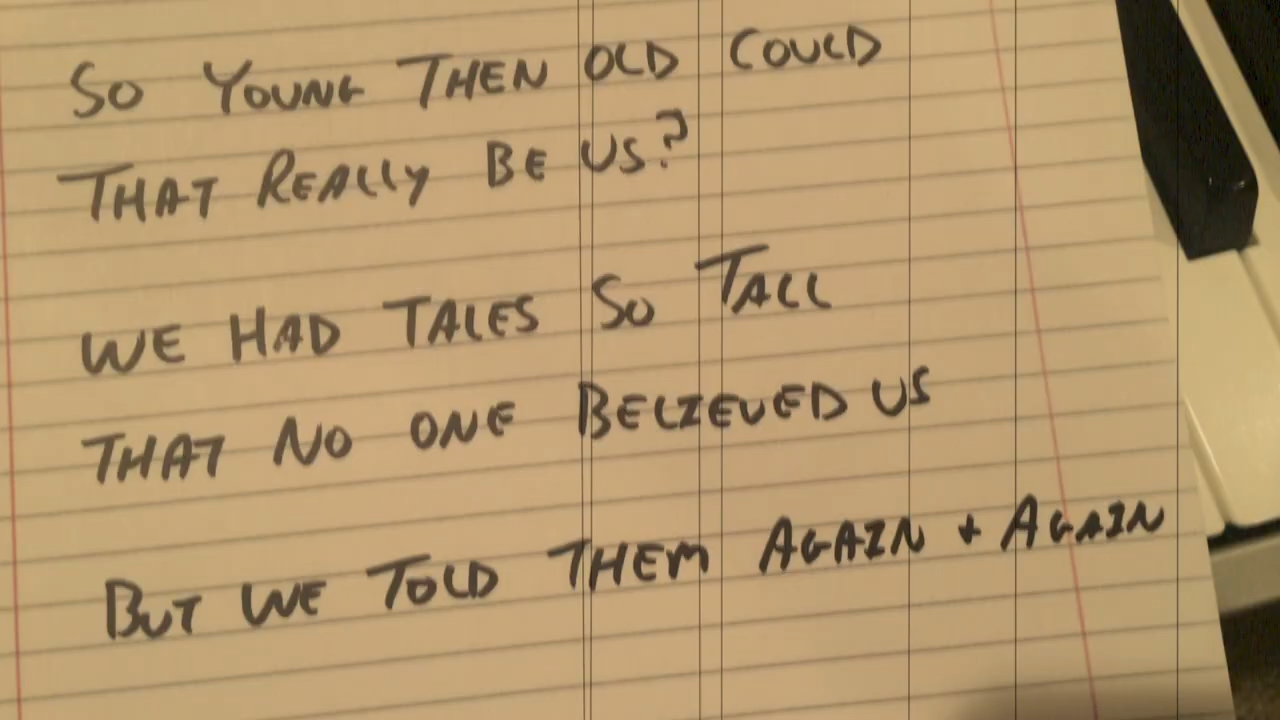 SO YOUNG THEN OLD COULD
THAT REALLY BE US?
WE HAD TALES SO TALL
THAT NO ONE BELIEVED US
BUT WE TOLD THEM AGAIN + AGAIN